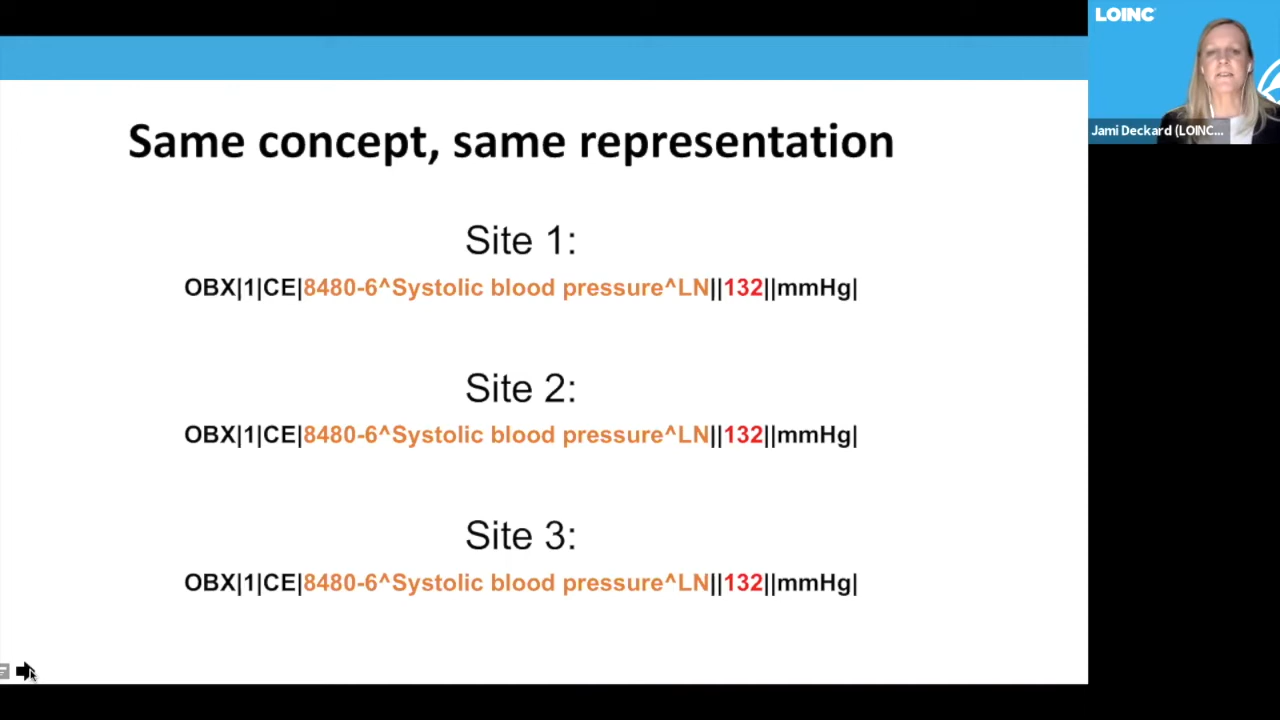 LOINC
Jami Deckard (LOINC...
Same concept, same representation
Site 1:
OBX|1|CE|8480-6^Systolic blood pressure^LN||132||mmHg|
Site 2:
OBX|1|CE|8480-6^Systolic blood pressure^LN||132||mmHg|
Site 3:
OBX|1|CE|8480-6^Systolic blood pressure^LN||132||mmHg|